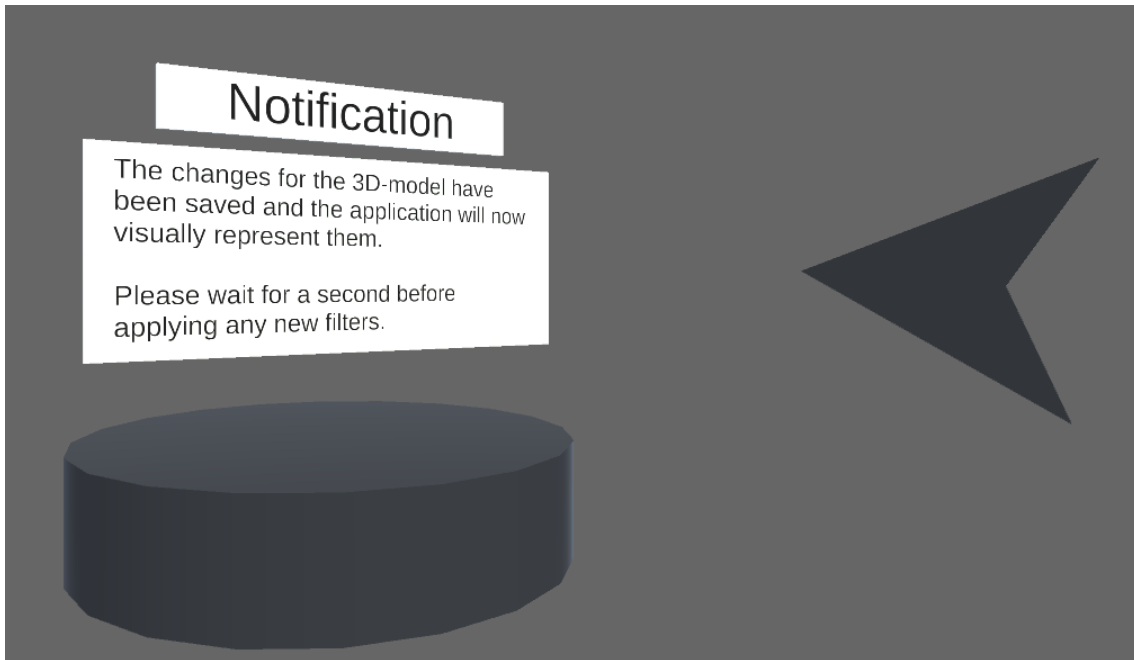 Notification
The changes for the 3D-model have
been saved and the application will now
visually represent them.
Please wait for a second before
applying any new filters.